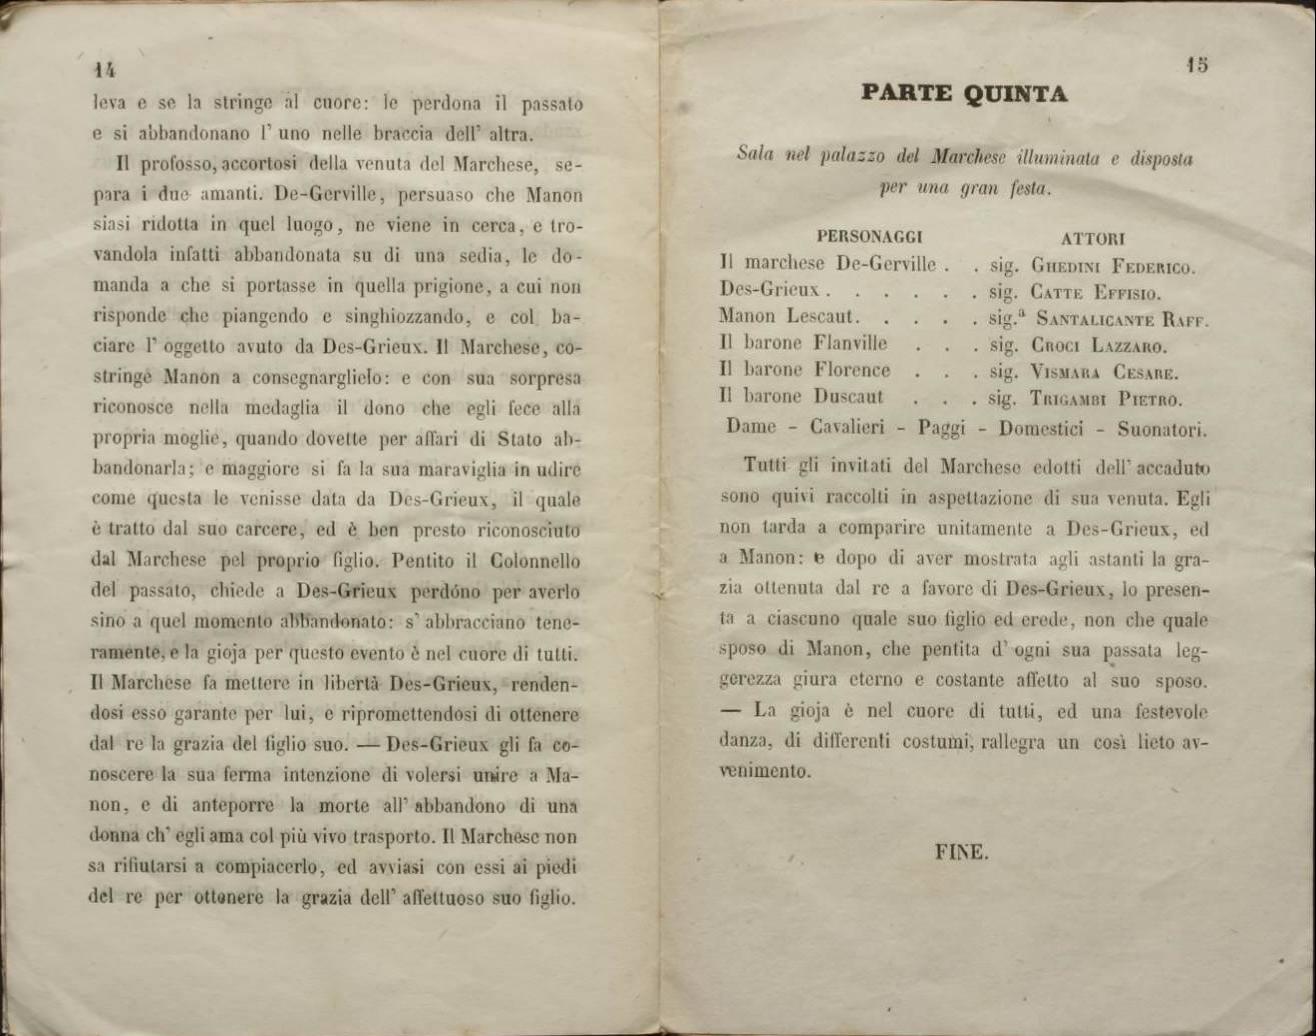 14
leva e se la stringe al cuore: le perdona il passato
e si abbandonano l' uno nelle braccia dell' altra.
Il profosso, accortosi della venuta del Marchese, se-
para i due amanti. De-Gerville, persuaso che Manon
siasi ridotta in quel luogo, ne viene in cerca, e tro-
vandola infatti abbandonata su di una sedia, le do-
manda a che si portasse in quella prigione, a cui non
risponde che piangendo e singhiozzando, e col ba-
ciare l' oggetto avuto da Des-Grieux. Il Marchese, co-
stringe Manon a consegnarglielo: e con sua sorpresa
riconosce nella medaglia il dono che egli fece alla
propria moglie, quando dovette per affari di Stato ab-
bandonarla; e maggiore si fa la sua maraviglia in udire
come questa le venisse data da Des-Grieux, il quale
è tratto dal suo carcere, ed è ben presto riconosciuto
dal Marchese pel proprio figlio. Pentito il Colonnello
del passato, chiede a Des-Grieux perdóno per averlo
sino a quel momento abbandonato: s' abbracciano tene-
ramente, e la gioja per questo evento è nel cuore di tutti.
Il Marchese fa mettere in libertà Des-Grieux, renden-
dosi esso garante per lui, e ripromettendosi di ottenere
dal re la grazia del figlio suo. — Des-Grieux gli fa co-
noscere la sua ferma intenzione di volersi unire a Ma-
non, e di anteporre la morte all' abbandono di una
donna ch' egli ama col più vivo trasporto. Il Marchese non
sa rifiutarsi a compiacerlo, ed avviasi con essi ai piedi
del re per ottenere la grazia dell' affettuoso suo figlio.
15
PARTE QUINTA
Sala nel palazzo del Marchese illuminata e disposta
per una gran festa.
PERSONAGGI ATTORI
Il marchese De-Gerville . . sig. GHEDINI FEDERICO.
Des-Grieux . . . . . . sig. CATTE EFFISIO.
Manon Lescaut. . . . . sig.ª SANTALICANTE RAFF.
Il barone Flanville . . . sig. CROCI LAZZARO.
Il barone Florence . . . sig. VISMARA CESARE.
Il barone Duscaut . . . sig. TRIGAMBI PIETRO.
Dame - Cavalieri - Paggi - Domestici - Suonatori.
Tutti gli invitati del Marchese edotti dell' accaduto
sono quivi raccolti in aspettazione di sua venuta. Egli
non tarda a comparire unitamente a Des-Grieux, ed
a Manon: e dopo di aver mostrata agli astanti la gra-
zia ottenuta dal re a favore di Des-Grieux, lo presen-
ta a ciascuno quale suo figlio ed erede, non che quale
sposo di Manon, che pentita d' ogni sua passata leg-
gerezza giura eterno e costante affetto al suo sposo.
— La gioja è nel cuore di tutti, ed una festevole
danza, di differenti costumi, rallegra un così lieto av-
venimento.
FINE.